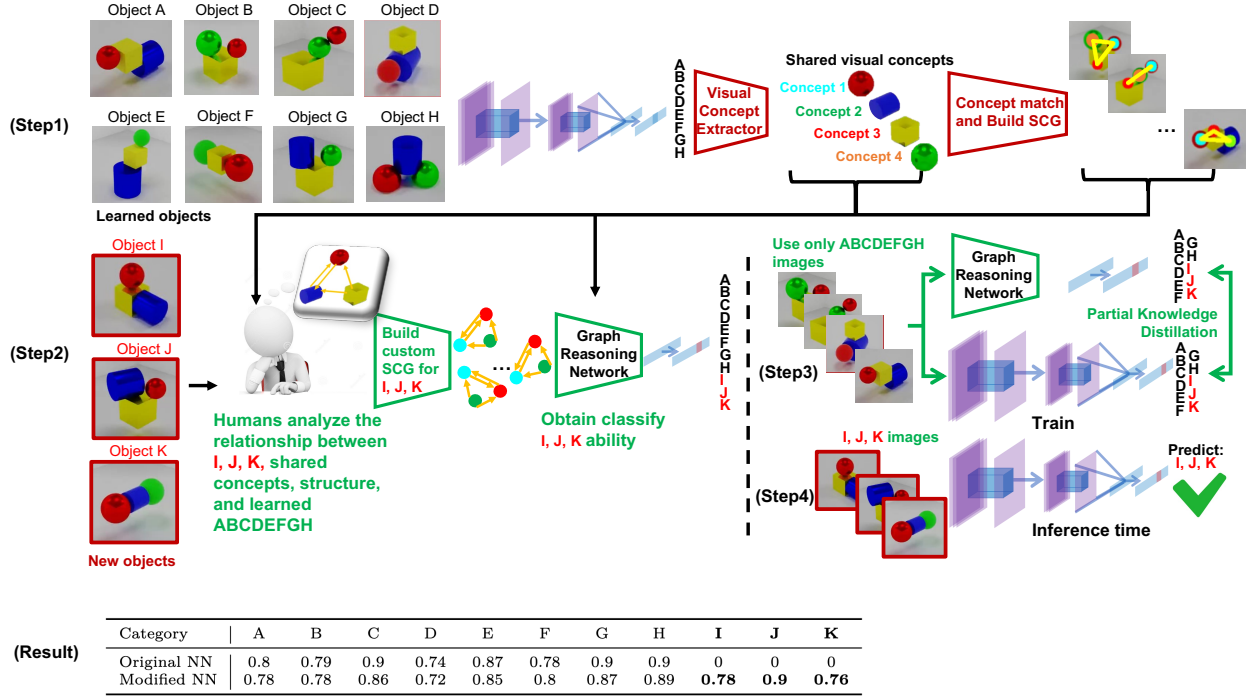 Object A
Object B
Object C
Object D
Object E
Object F
Object G
Object H
(Step1)
Learned objects
A
B
C
D
E
F
G
H
Visual
Concept
Extractor
Shared visual concepts
Concept 1
Concept 2
Concept 3
Concept 4
Concept match
and Build SCG
...
(Step2)
Object I
Object J
Object K
New objects
Humans analyze the
relationship between
I, J, K, shared
concepts, structure,
and learned
ABCDEFGH
Build
custom
SCG for
I, J, K
...
Graph
Reasoning
Network
Obtain classify
I, J, K ability
A
B
C
D
E
F
G
H
I
J
K
(Step3)
Use only ABCDEFGH
images
Graph
Reasoning
Network
A
B
C
D
E
F
G
H
I
J
K
Partial Knowledge
Distillation
A
B
C
D
E
F
G
H
I
J
K
Train
(Step4)
I, J, K images
Predict:
I, J, K
Inference time
(Result)
Category A B C D E F G H I J K
Original NN 0.8 0.79 0.9 0.74 0.87 0.78 0.9 0.9 0 0 0
Modified NN 0.78 0.78 0.86 0.72 0.85 0.8 0.87 0.89 0.78 0.9 0.76